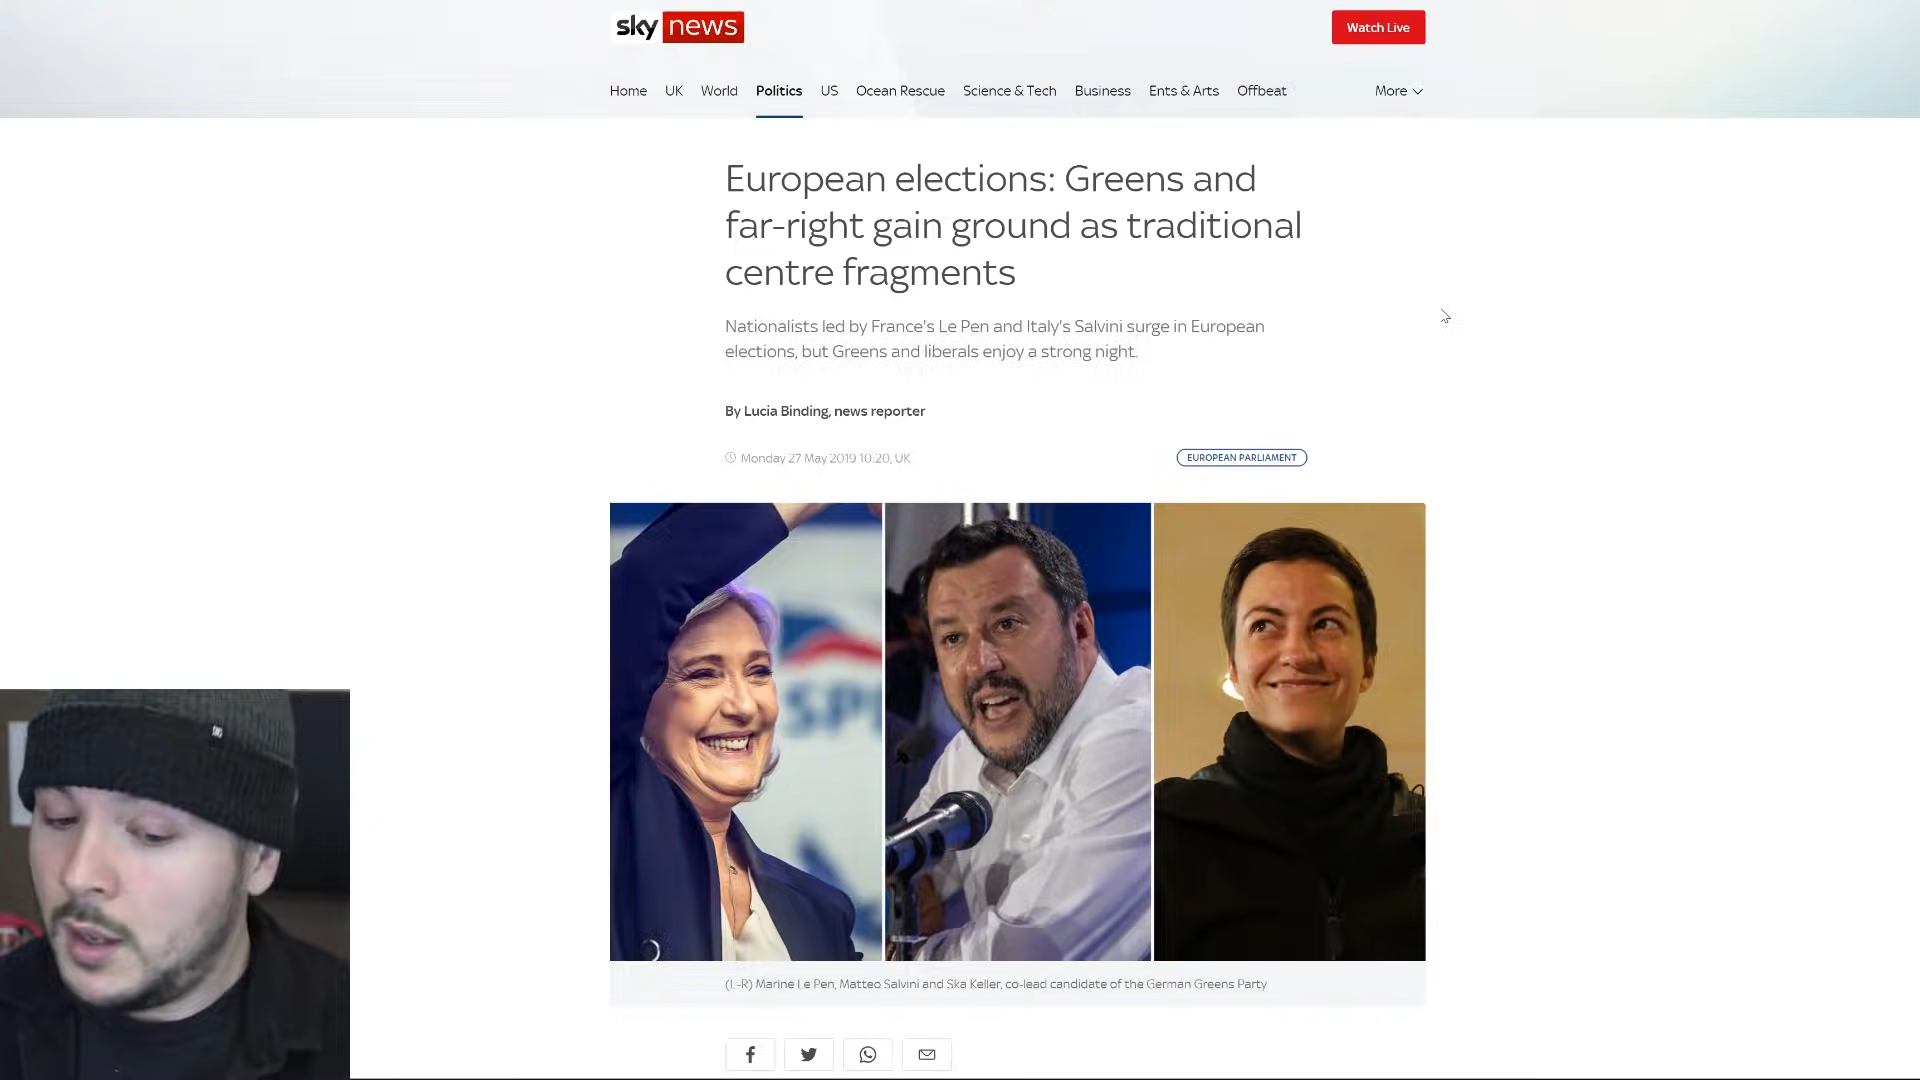 sky news
Watch Live
Home UK World Politics US Ocean Rescue Science & Tech Business Ents & Arts Offbeat More
European elections: Greens and
far-right gain ground as traditional
centre fragments
Nationalists led by France's Le Pen and Italy's Salvini surge in European
elections, but Greens and liberals enjoy a strong night.
By Lucia Binding, news reporter
Monday 27 May 2019 10:20, UK
EUROPEAN PARLIAMENT
SP
(L-R) Marine Le Pen, Matteo Salvini and Ska Keller, co-lead candidate of the German Greens Party